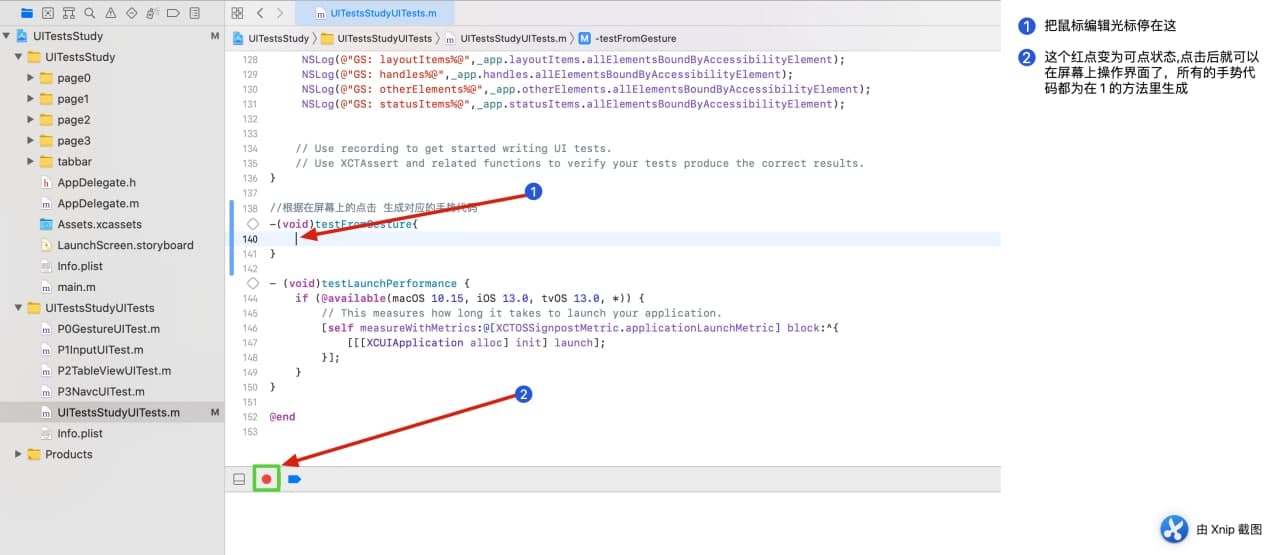 UITestsStudyUITests.m
UITestsStudy
M
UITestsStudy
page0
page1
page2
page3
tabbar
AppDelegate.h
AppDelegate.m
Assets.xcassets
LaunchScreen.storyboard
Info.plist
main.m
UITestsStudyUITests
P0GestureUITest.m
P1InputUITest.m
P2TableViewUITest.m
P3NavcUITest.m
UITestsStudyUITests.m
M
Info.plist
Products
UITestsStudy
UITestsStudyUITests
UITestsStudyUITests.m
M
-testFromGesture
128 NSLog(@"GS: layoutItems%@",_app.layoutItems.allElementsBoundByAccessibilityElement);
129 NSLog(@"GS: handles%@",_app.handles.allElementsBoundByAccessibilityElement);
130 NSLog(@"GS: otherElements%@",_app.otherElements.allElementsBoundByAccessibilityElement);
131 NSLog(@"GS: statusItems%@",_app.statusItems.allElementsBoundByAccessibilityElement);
132
133
134 // Use recording to get started writing UI tests.
135 // Use XCTAssert and related functions to verify your tests produce the correct results.
136 }
137
138 //根据在屏幕上的点击 生成对应的手势代码
-(void)testFromGesture{
140
141 }
142
- (void)testLaunchPerformance {
144 if (@available(macOS 10.15, iOS 13.0, tvOS 13.0, *)) {
145 // This measures how long it takes to launch your application.
146 [self measureWithMetrics:@[XCTOSSignpostMetric.applicationLaunchMetric] block:^{
147 [[[XCUIApplication alloc] init] launch];
148 }];
149 }
150 }
151
152 @end
153
1
2
1 把鼠标编辑光标停在这
2 这个红点变为可点状态,点击后就可以
在屏幕上操作界面了，所有的手势代
码都为在 1 的方法里生成
由 Xnip 截图